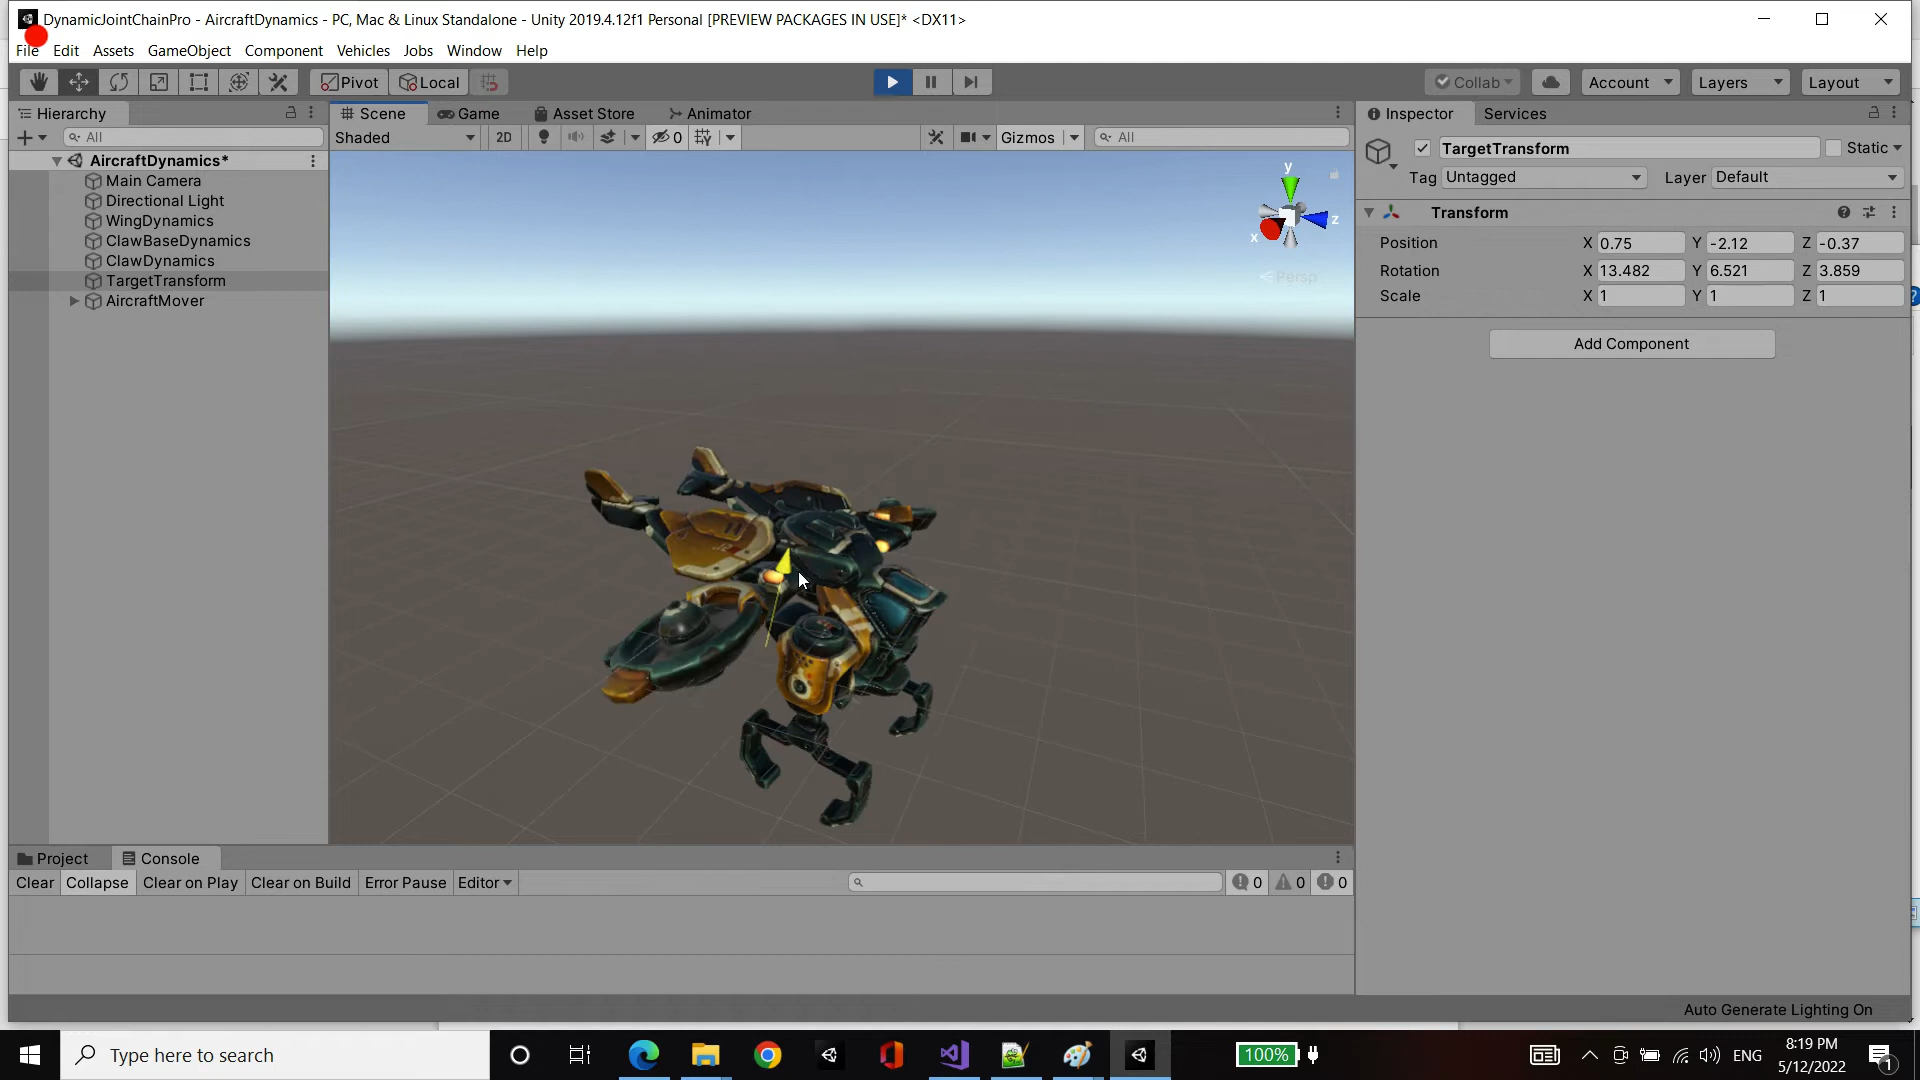 DynamicJointChainPro - AircraftDynamics - PC, Mac & Linux Standalone - Unity 2019.4.12f1 Personal [PREVIEW PACKAGES IN USE]* <DX11>
File Edit Assets GameObject Component Vehicles Jobs Window Help
Pivot Local Collab Account Layers Layout
Hierarchy Scene Game Asset Store Animator Inspector Services
All Shaded 2D 0 Gizmos All
AircraftDynamics*
Main Camera
Directional Light
WingDynamics
ClawBaseDynamics
ClawDynamics
TargetTransform
AircraftMover
y
z
x
Persp
TargetTransform Static
Tag Untagged Layer Default
Transform
Position X 0.75 Y -2.12 Z -0.37
Rotation X 13.482 Y 6.521 Z 3.859
Scale X 1 Y 1 Z 1
Add Component
Project Console
Clear Collapse Clear on Play Clear on Build Error Pause Editor 0 0 0
Auto Generate Lighting On
Type here to search 100% ENG 8:19 PM
5/12/2022
1